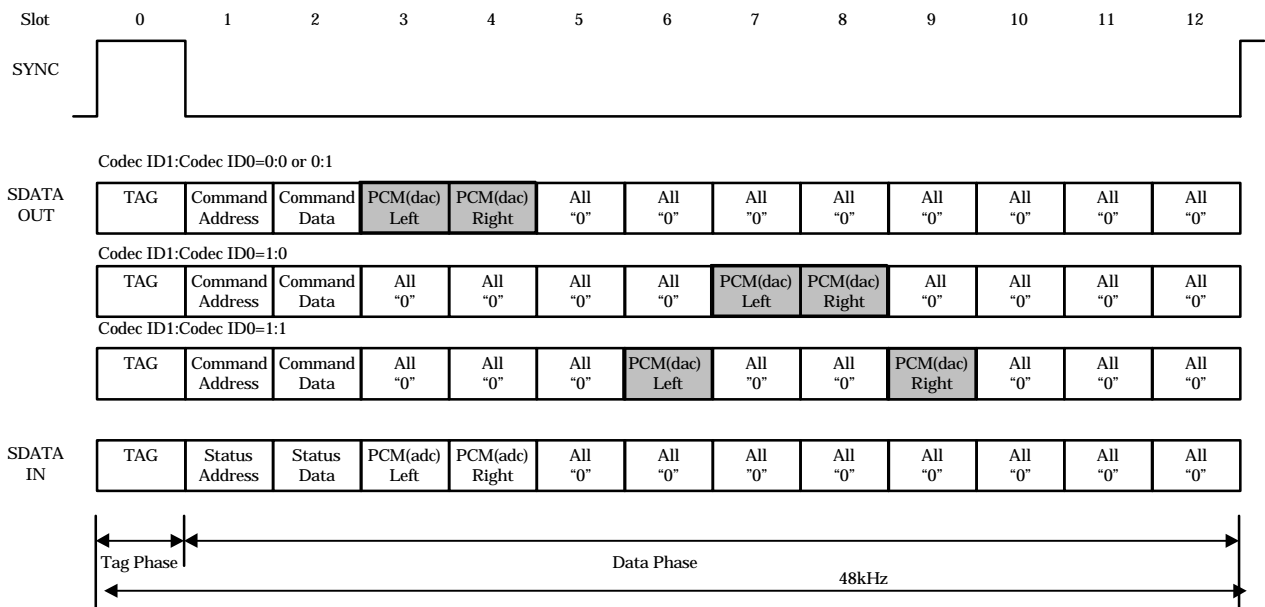 Slot 0 1 2 3 4 5 6 7 8 9 10 11 12
SYNC
Codec ID1:Codec ID0=0:0 or 0:1
SDATA OUT
TAG Command Address Command Data PCM(dac) Left PCM(dac) Right All “0” All “0” All ”0” All “0” All “0” All “0” All “0” All “0”
Codec ID1:Codec ID0=1:0
TAG Command Address Command Data All “0” All “0” All “0” All “0” PCM(dac) Left PCM(dac) Right All “0” All “0” All “0” All “0”
Codec ID1:Codec ID0=1:1
TAG Command Address Command Data All “0” All “0” All “0” PCM(dac) Left All ”0” All “0” PCM(dac) Right All “0” All “0” All “0”
SDATA IN
TAG Status Address Status Data PCM(adc) Left PCM(adc) Right All “0” All “0” All ”0” All “0” All “0” All “0” All “0” All “0”
Tag Phase Data Phase
48kHz